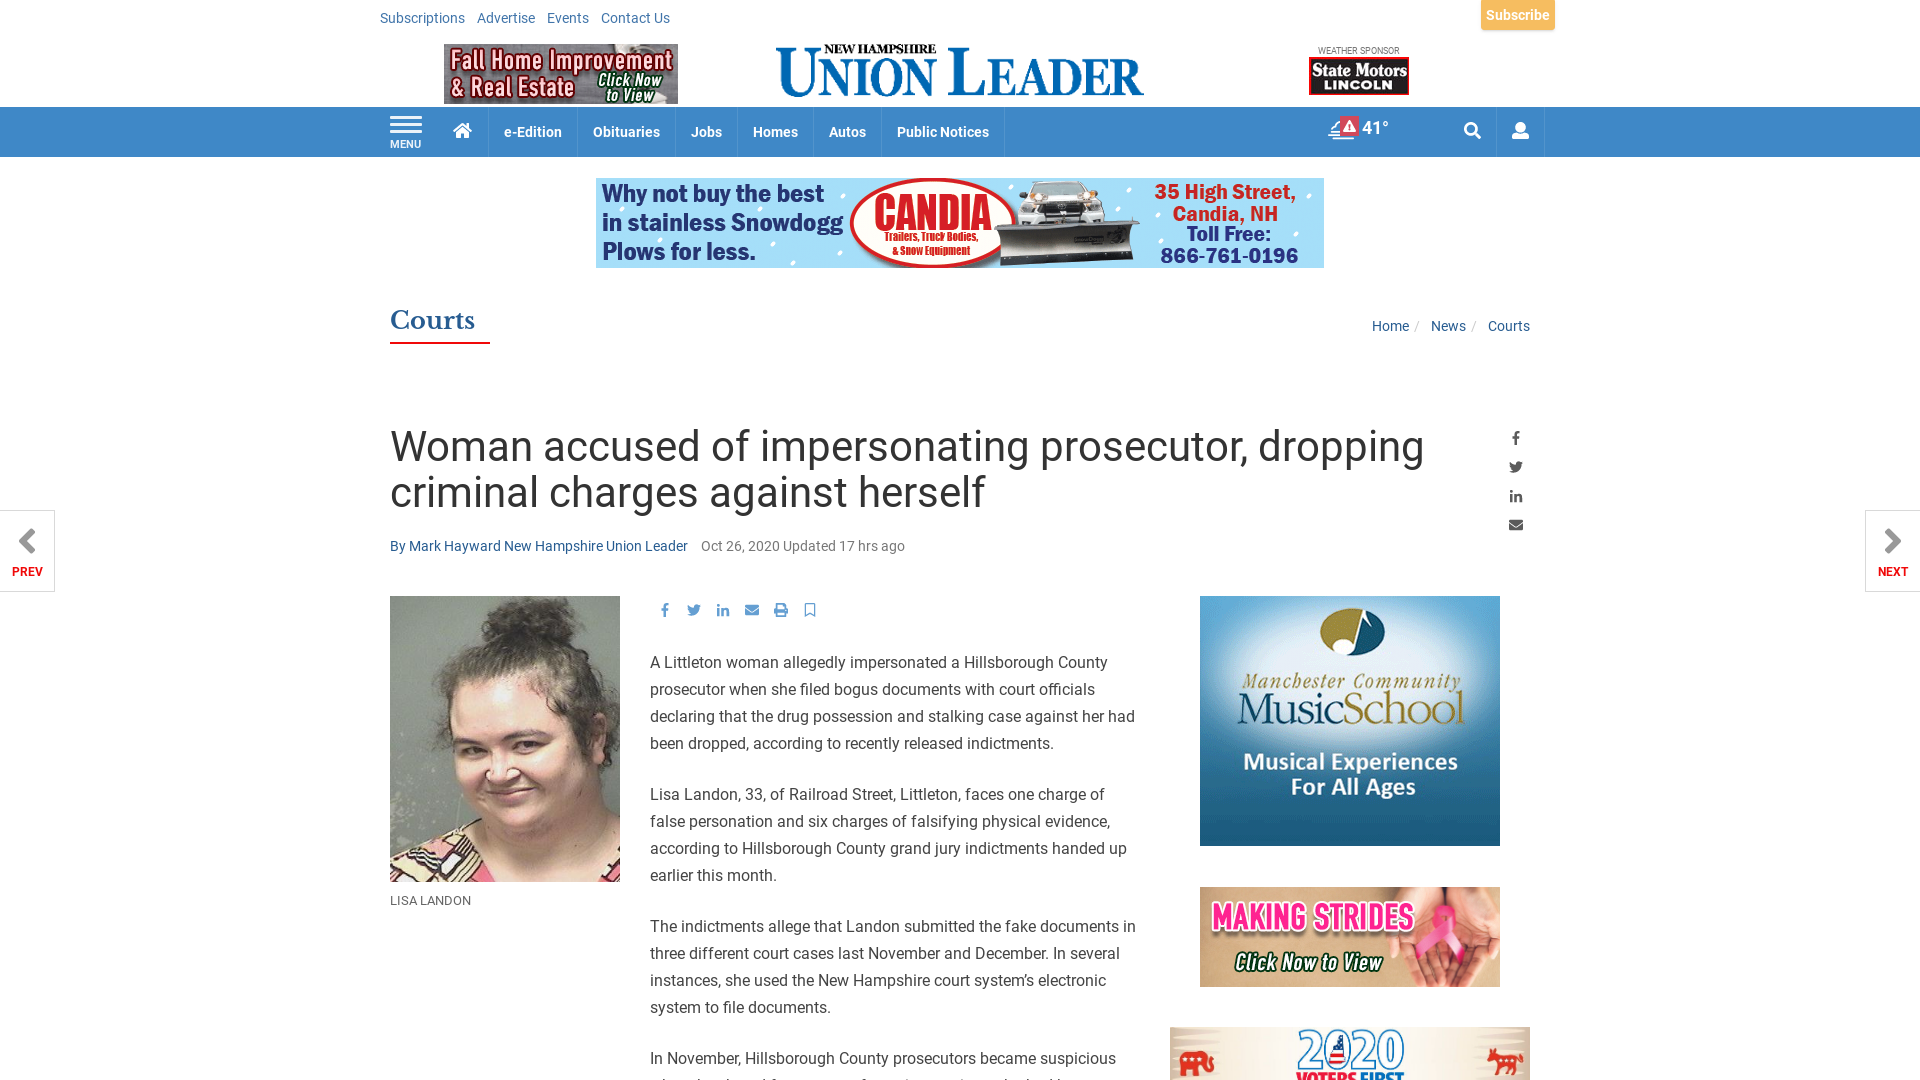 Subscriptions Advertise Events Contact Us
Subscribe
Fall Home Improvement
& Real Estate
Click Now
to View
NEW HAMPSHIRE
UNION LEADER
WEATHER SPONSOR
State Motors
LINCOLN
MENU
e-Edition Obituaries Jobs Homes Autos Public Notices
41°
Why not buy the best
in stainless Snowdogg
Plows for less.
CANDIA
Trailers, Truck Bodies,
& Snow Equipment
35 High Street,
Candia, NH
Toll Free:
866-761-0196
Courts
Home / News / Courts
Woman accused of impersonating prosecutor, dropping
criminal charges against herself
By Mark Hayward New Hampshire Union Leader Oct 26, 2020 Updated 17 hrs ago
PREV
NEXT
LISA LANDON
A Littleton woman allegedly impersonated a Hillsborough County
prosecutor when she filed bogus documents with court officials
declaring that the drug possession and stalking case against her had
been dropped, according to recently released indictments.
Lisa Landon, 33, of Railroad Street, Littleton, faces one charge of
false personation and six charges of falsifying physical evidence,
according to Hillsborough County grand jury indictments handed up
earlier this month.
The indictments allege that Landon submitted the fake documents in
three different court cases last November and December. In several
instances, she used the New Hampshire court system’s electronic
system to file documents.
In November, Hillsborough County prosecutors became suspicious
Manchester Community
MusicSchool
Musical Experiences
For All Ages
MAKING STRIDES
Click Now to View
2020
VOTERS FIRST